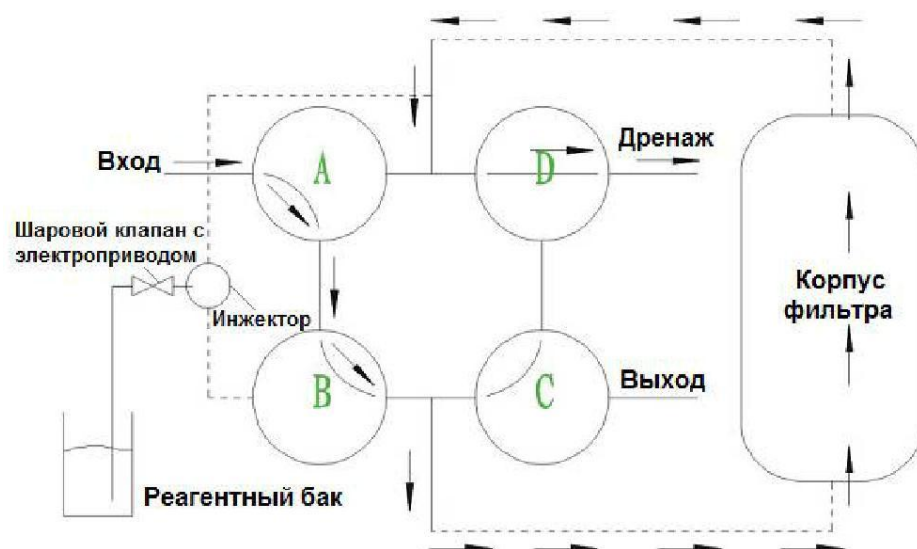 Вход
A
D
Дренаж
Шаровой клапан с
электроприводом
Инжектор
Корпус
фильтра
B
C
Выход
Реагентный бак